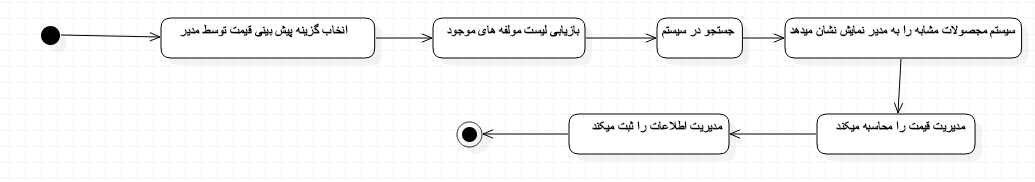 انخاب گزینه پیش بینی قیمت توسط مدیر
بازیابی لیست مولفه های موجود
جستجو در سیستم
سیستم مجصولات مشابه را به مدیر نمایش نشان میدهد
مدیریت قیمت را محاسبه میکند
مدیریت اطلاعات را ثبت میکند